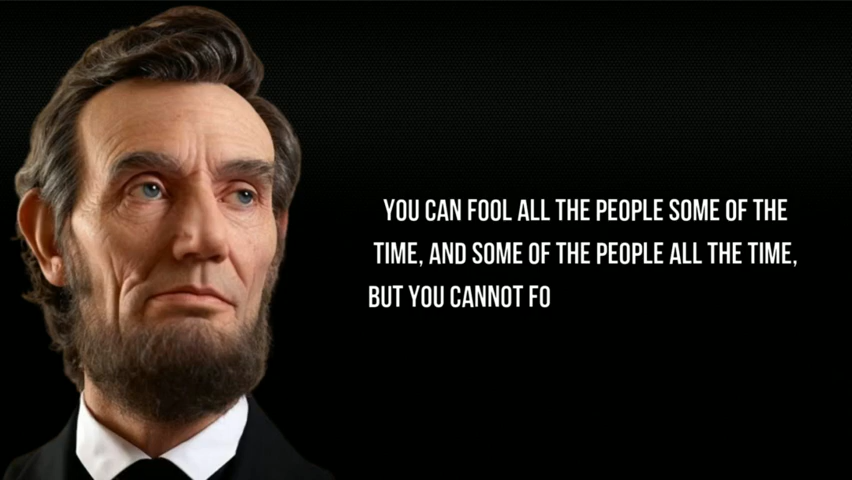 YOU CAN FOOL ALL THE PEOPLE SOME OF THE
TIME, AND SOME OF THE PEOPLE ALL THE TIME,
BUT YOU CANNOT FO